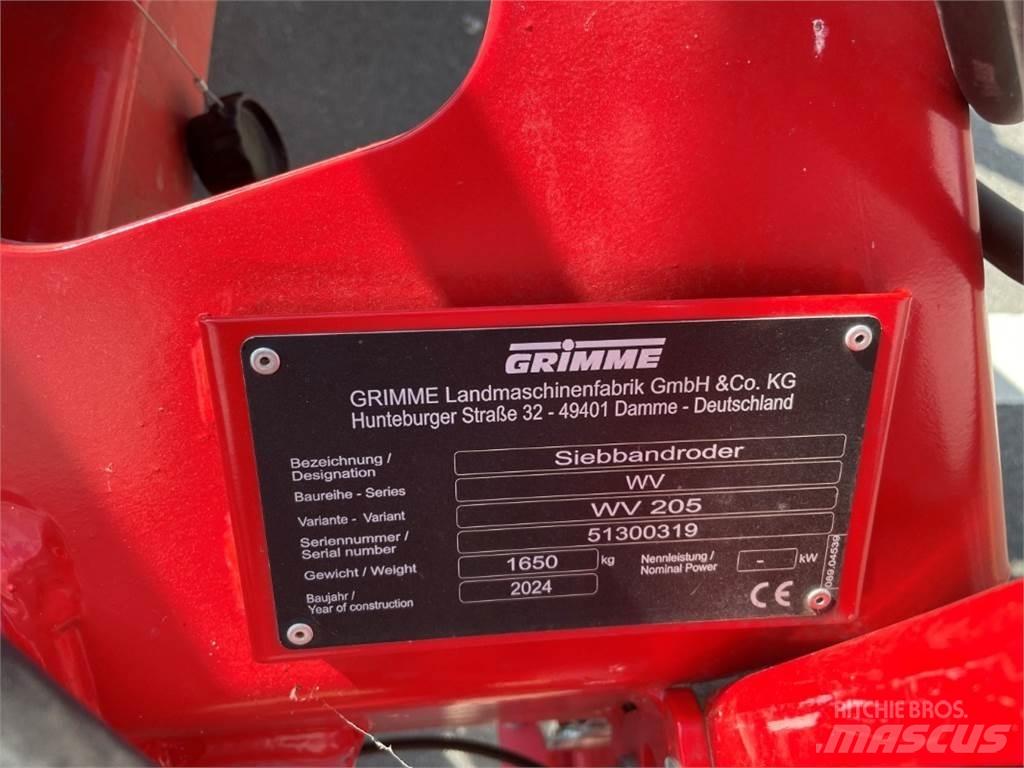 GRIMME
GRIMME Landmaschinenfabrik GmbH &Co. KG
Hunteburger Straße 32 - 49401 Damme - Deutschland
Bezeichnung /
Designation
Siebbandroder
Baureihe - Series
WV
Variante - Variant
WV 205
Seriennummer /
Serial number
51300319
Gewicht / Weight
1650 kg
Nennleistung /
Nominal Power
- kW
Baujahr /
Year of construction
2024
CE
089.04539
RITCHIE BROS.
MASCUS